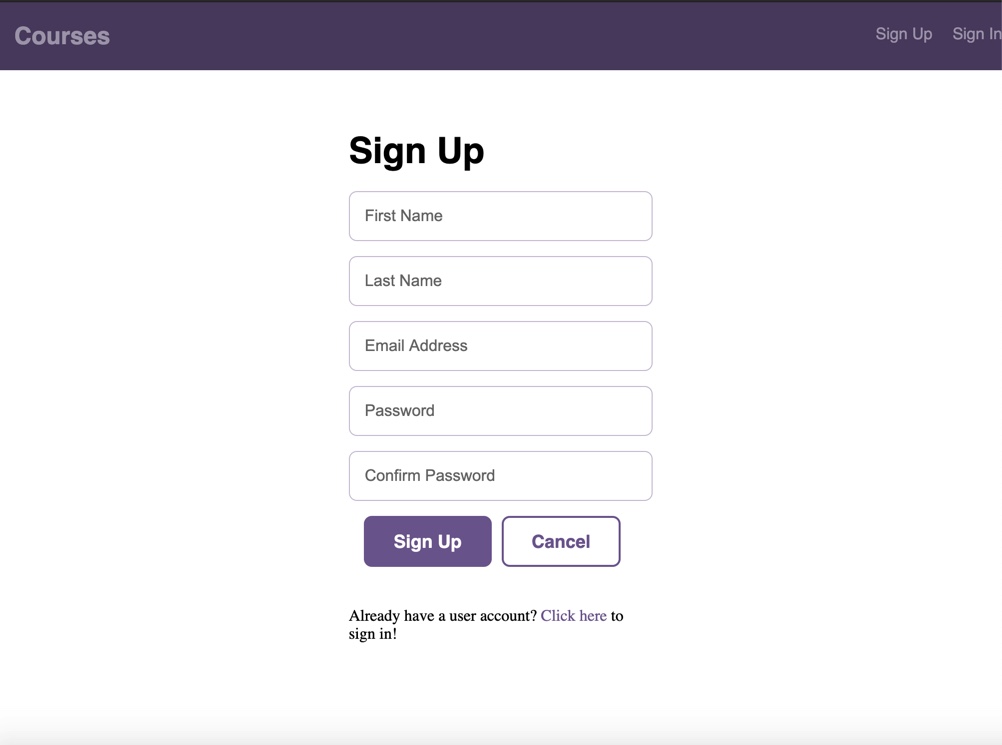 Courses
Sign Up
Sign In
Sign Up
First Name
Last Name
Email Address
Password
Confirm Password
Sign Up
Cancel
Already have a user account? Click here to
sign in!